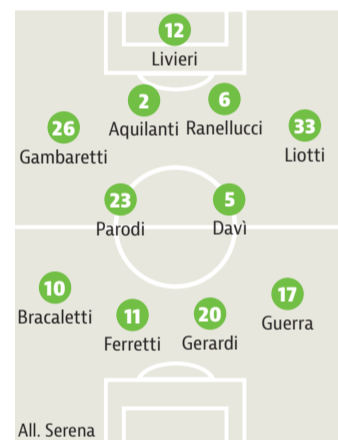 12
Livieri
2
6
Aquilanti Ranellucci
26
33
Gambaretti
Liotti
23
5
Parodi
Davì
10
17
Bracaletti
Guerra
11
20
Ferretti
Gerardi
All. Serena